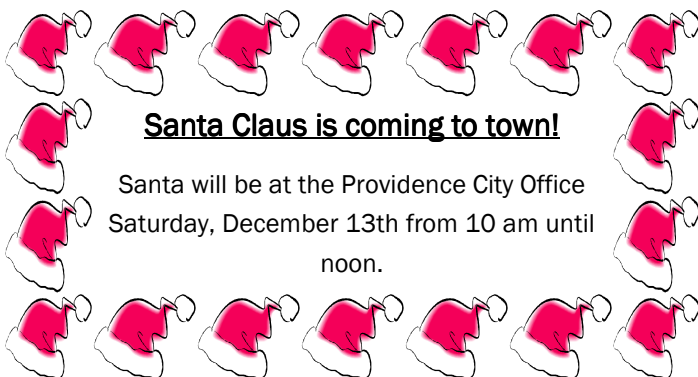 Santa Claus is coming to town!
Santa will be at the Providence City Office
Saturday, December 13th from 10 am until
noon.